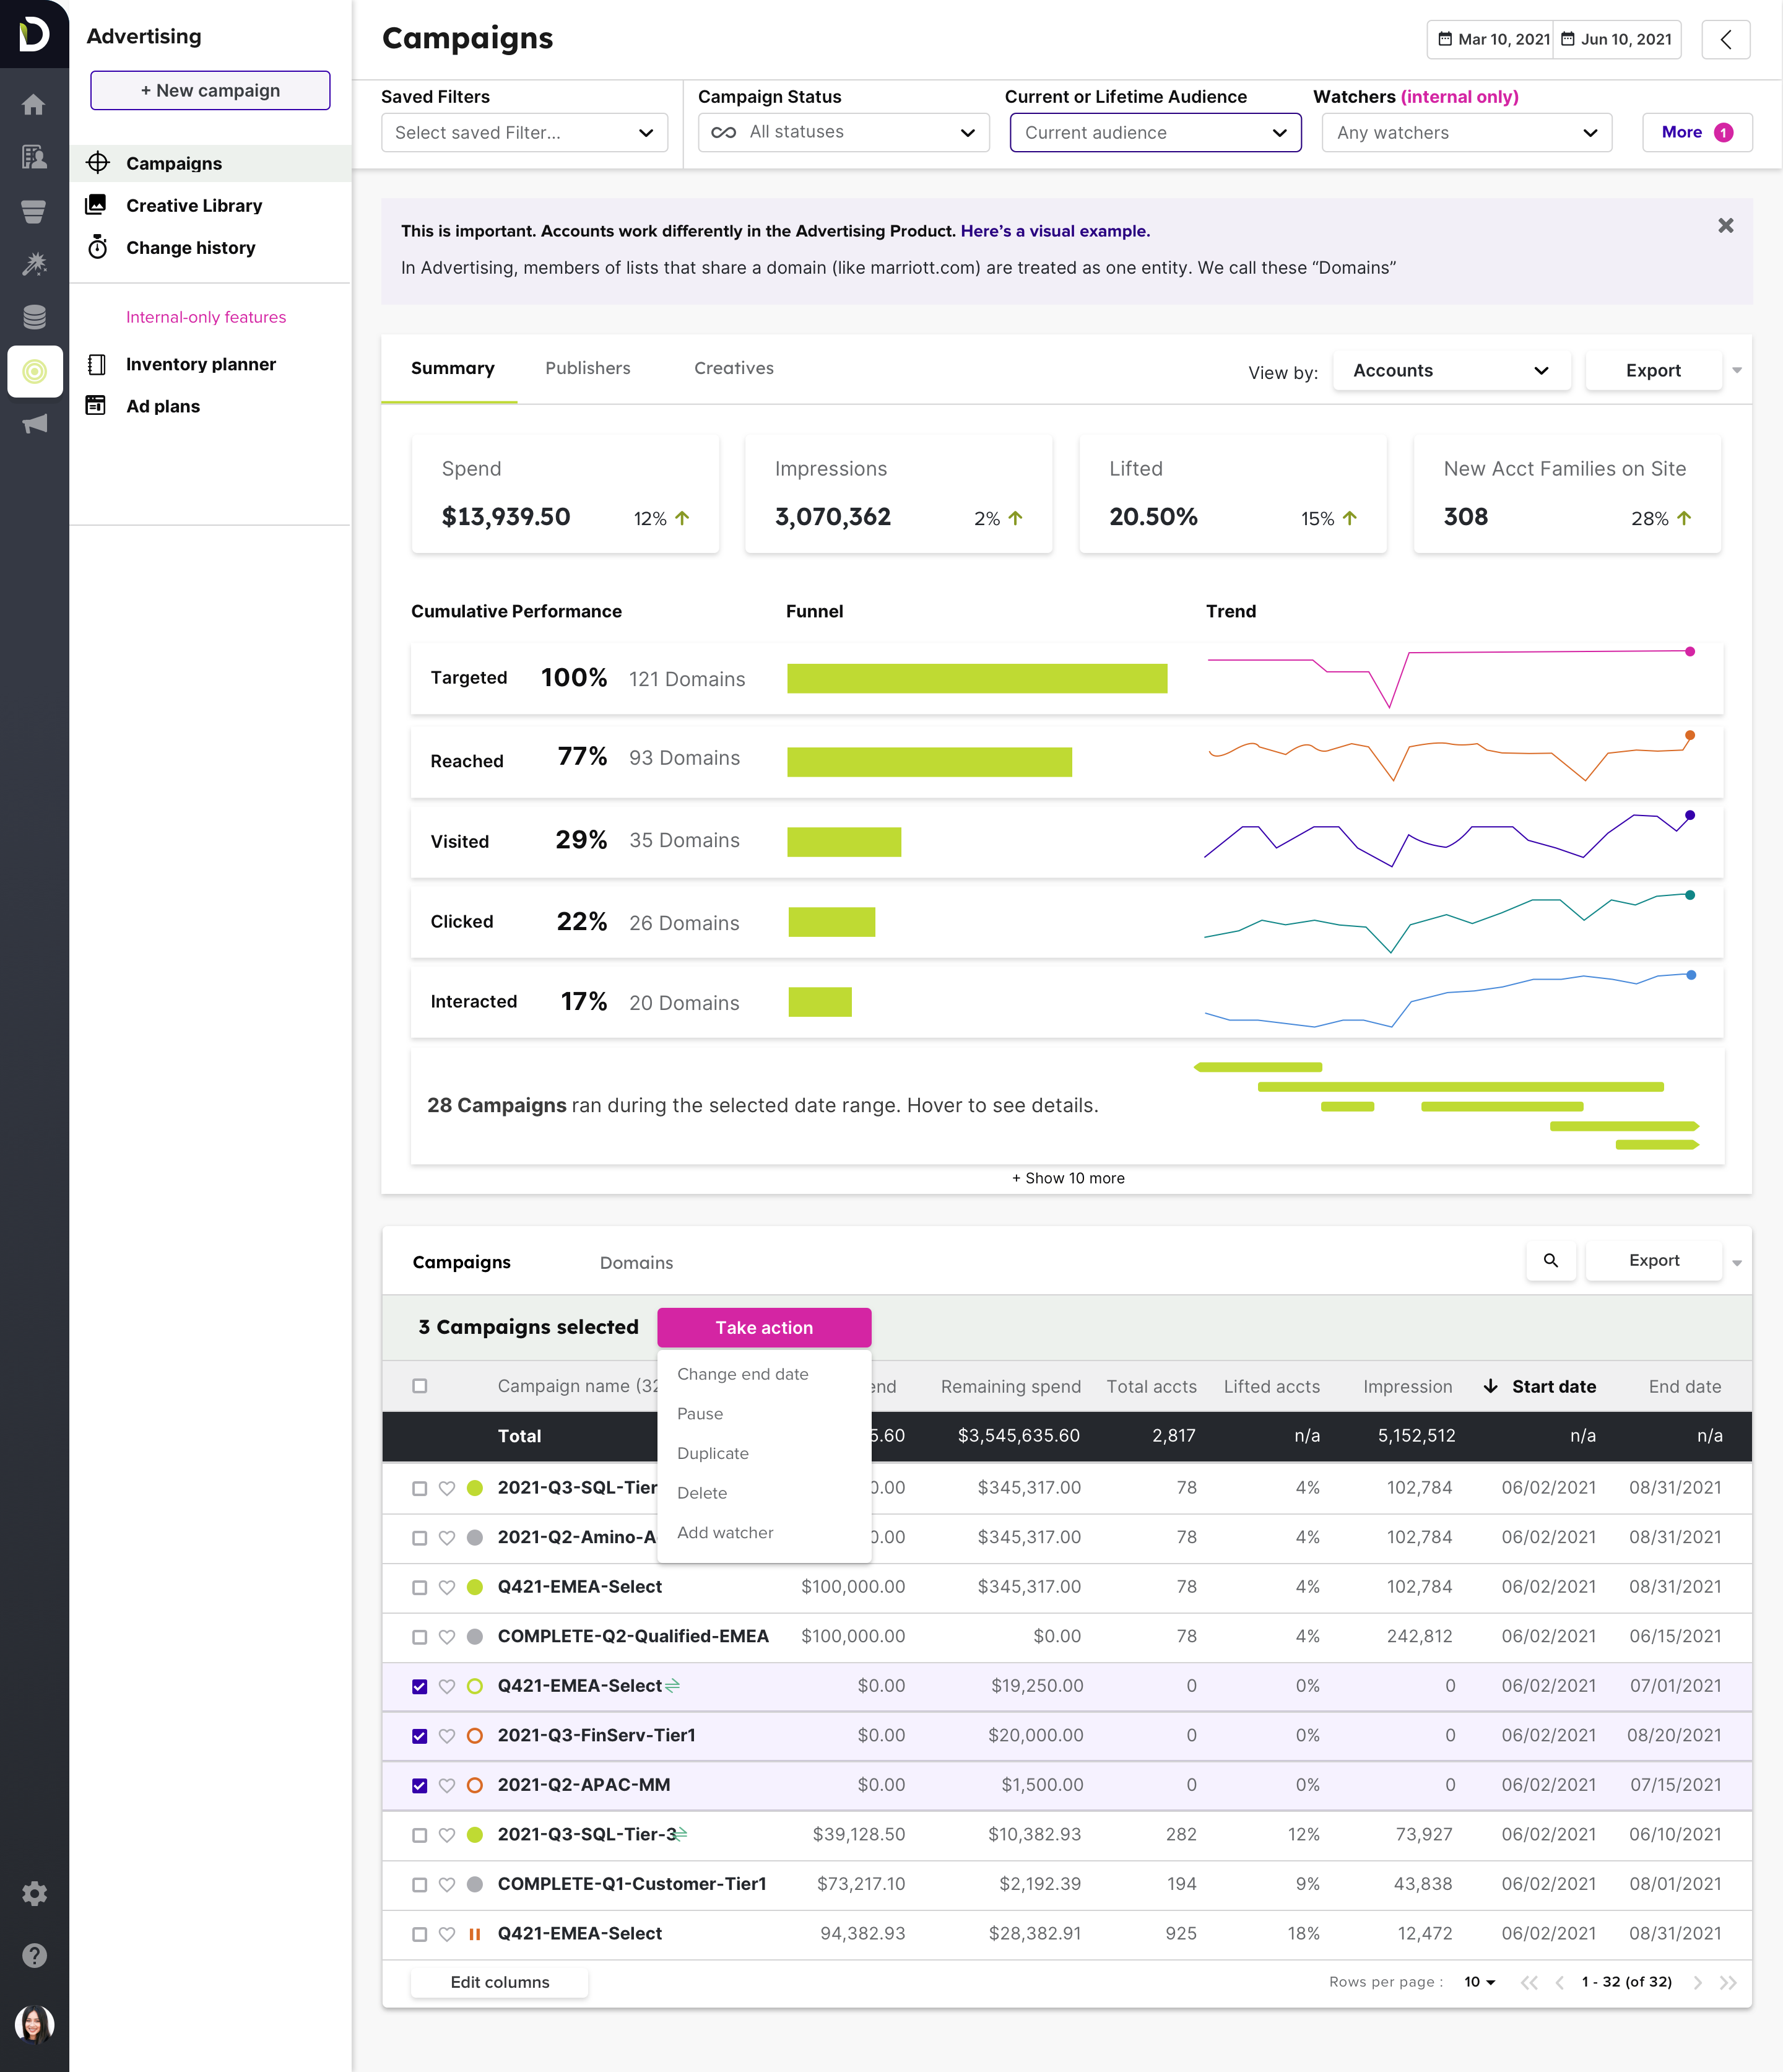 Advertising
+ New campaign
Campaigns
Creative Library
Change history
Internal-only features
Inventory planner
Ad plans
Campaigns
Mar 10, 2021
Jun 10, 2021
Saved Filters
Select saved Filter...
Campaign Status
All statuses
Current or Lifetime Audience
Current audience
Watchers (internal only)
Any watchers
More 1
This is important. Accounts work differently in the Advertising Product. Here's a visual example.
In Advertising, members of lists that share a domain (like marriott.com) are treated as one entity. We call these “Domains”
Summary Publishers Creatives
View by: Accounts
Export
Spend
$13,939.50 12%
Impressions
3,070,362 2%
Lifted
20.50% 15%
New Acct Families on Site
308 28%
Cumulative Performance Funnel Trend
Targeted 100% 121 Domains
Reached 77% 93 Domains
Visited 29% 35 Domains
Clicked 22% 26 Domains
Interacted 17% 20 Domains
28 Campaigns ran during the selected date range. Hover to see details.
+ Show 10 more
Campaigns Domains
Export
3 Campaigns selected
Take action
Change end date
Pause
Duplicate
Delete
Add watcher
Campaign name (32 end Remaining spend Total accts Lifted accts Impression Start date End date
Total 5.60 $3,545,635.60 2,817 n/a 5,152,512 n/a n/a
2021-Q3-SQL-Tier 0.00 $345,317.00 78 4% 102,784 06/02/2021 08/31/2021
2021-Q2-Amino-A 0.00 $345,317.00 78 4% 102,784 06/02/2021 08/31/2021
Q421-EMEA-Select $100,000.00 $345,317.00 78 4% 102,784 06/02/2021 08/31/2021
COMPLETE-Q2-Qualified-EMEA $100,000.00 $0.00 78 4% 242,812 06/02/2021 06/15/2021
Q421-EMEA-Select $0.00 $19,250.00 0 0% 0 06/02/2021 07/01/2021
2021-Q3-FinServ-Tier1 $0.00 $20,000.00 0 0% 0 06/02/2021 08/20/2021
2021-Q2-APAC-MM $0.00 $1,500.00 0 0% 0 06/02/2021 07/15/2021
2021-Q3-SQL-Tier-3 $39,128.50 $10,382.93 282 12% 73,927 06/02/2021 06/10/2021
COMPLETE-Q1-Customer-Tier1 $73,217.10 $2,192.39 194 9% 43,838 06/02/2021 08/01/2021
Q421-EMEA-Select 94,382.93 $28,382.91 925 18% 12,472 06/02/2021 08/31/2021
Edit columns
Rows per page : 10
1 - 32 (of 32)